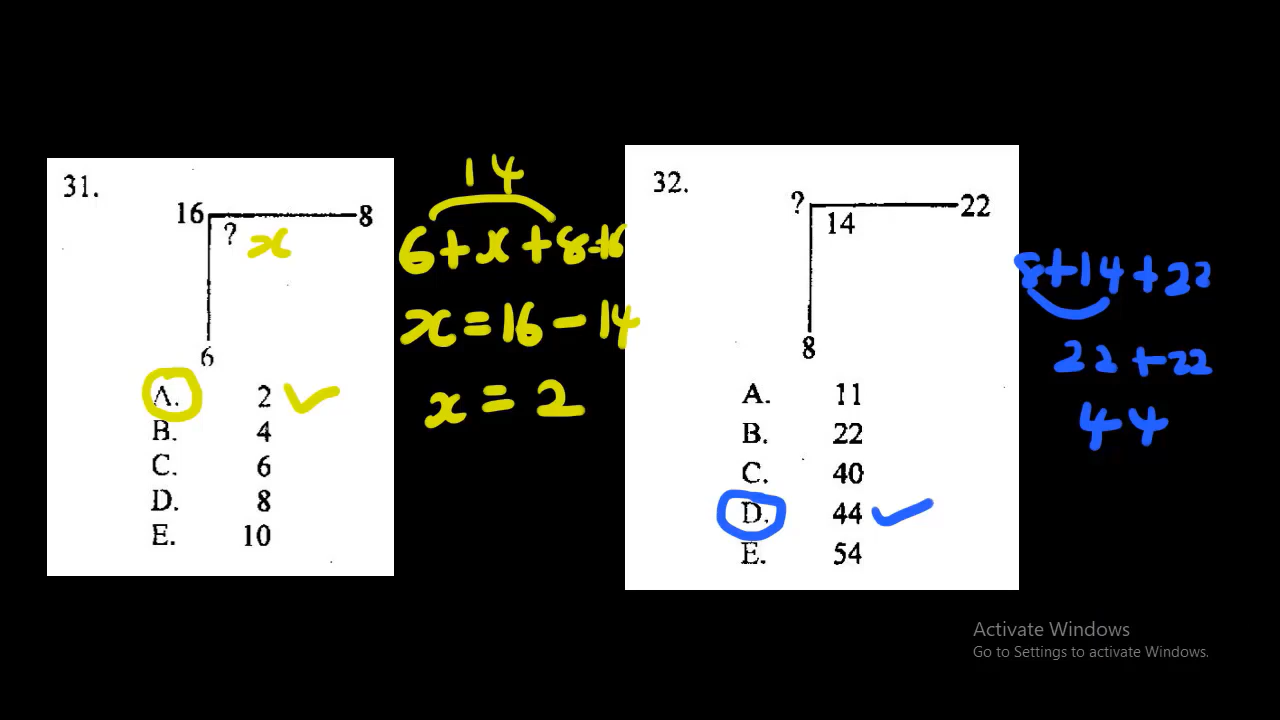 31.
16 8
? x
6
A. 2
B. 4
C. 6
D. 8
E. 10
14
6+x+8=16
x=16-14
x=2
32.
? 22
14
8
A. 11
B. 22
C. 40
D. 44
E. 54
8+14+22
22+22
44
Activate Windows
Go to Settings to activate Windows.